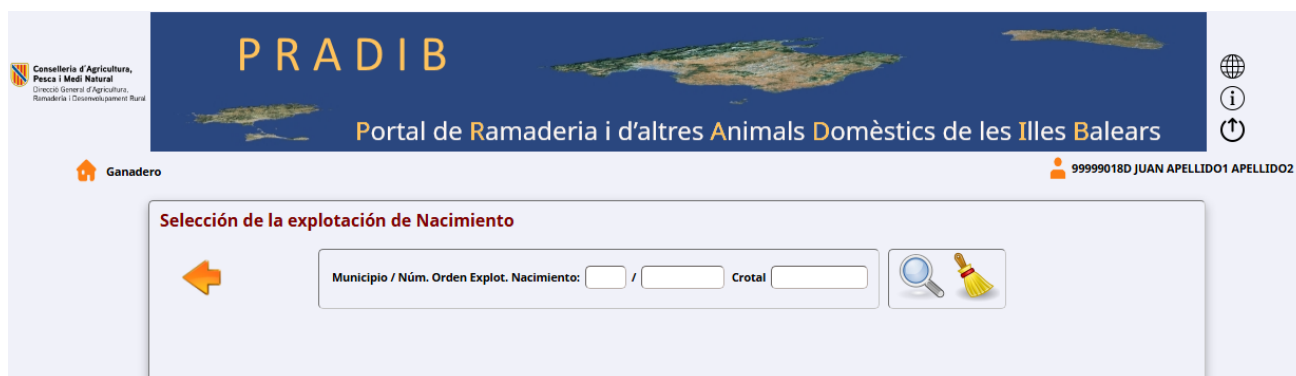 Conselleria d'Agricultura,
Pesca i Medi Natural
Direcció General d'Agricultura,
Ramaderia i Desenvolupament Rural
PRADIB
Portal de Ramaderia i d'altres Animals Domèstics de les Illes Balears
Ganadero
99999018D JUAN APELLIDO1 APELLIDO2
Selección de la explotación de Nacimiento
Municipio / Núm. Orden Explot. Nacimiento: / Crotal